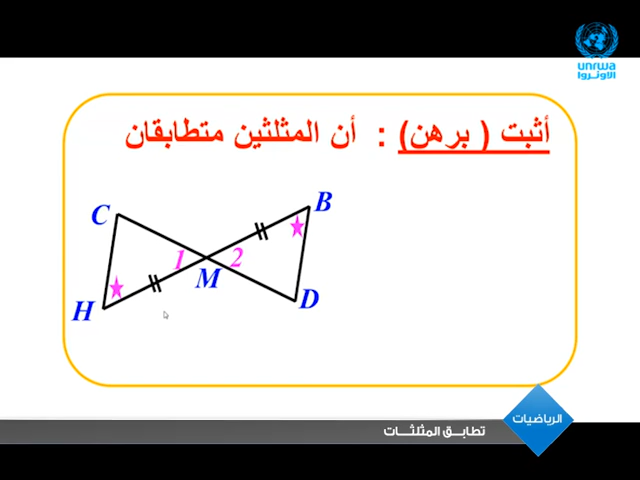 unrwa
الأونروا
أثبت ( برهن) : أن المثلثين متطابقان
C
B
1
M
2
H
D
الرياضيات
تطابق المثلثات